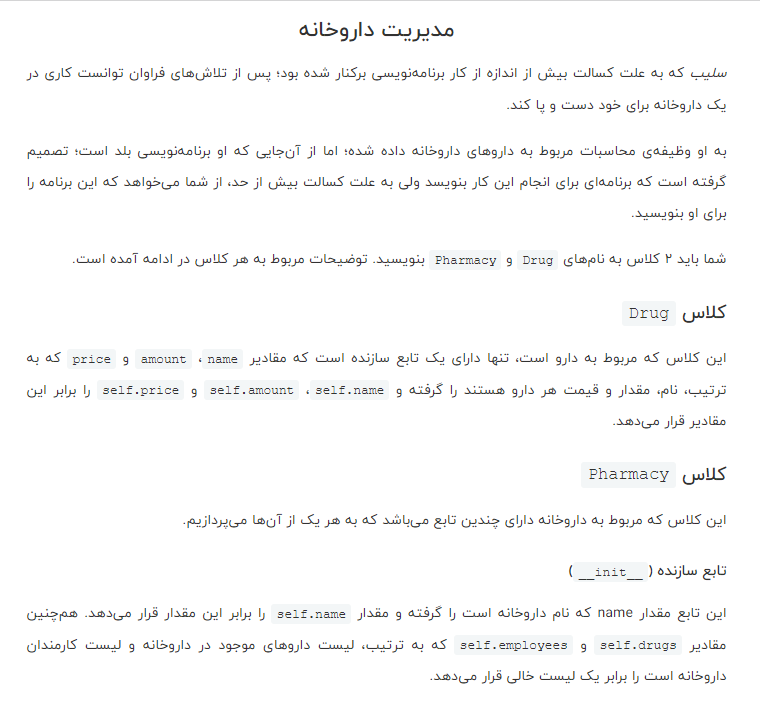 مدیریت داروخانه
سلیب که به علت کسالت بیش از اندازه از کار برنامه‌نویسی برکنار شده بود؛ پس از تلاش‌های فراوان توانست کاری در
یک داروخانه برای خود دست و پا کند.
به او وظیفه‌ی محاسبات مربوط به داروهای داروخانه داده شده؛ اما از آن‌جایی که او برنامه‌نویسی بلد است؛ تصمیم
گرفته است که برنامه‌ای برای انجام این کار بنویسد ولی به علت کسالت بیش از حد، از شما می‌خواهد که این برنامه را
برای او بنویسید.
شما باید ۲ کلاس به نام‌های Drug و Pharmacy بنویسید. توضیحات مربوط به هر کلاس در ادامه آمده است.
کلاس Drug
این کلاس که مربوط به دارو است، تنها دارای یک تابع سازنده است که مقادیر name، amount و price که به
ترتیب، نام، مقدار و قیمت هر دارو هستند را گرفته و self.name، self.amount و self.price را برابر این
مقادیر قرار می‌دهد.
کلاس Pharmacy
این کلاس که مربوط به داروخانه دارای چندین تابع می‌باشد که به هر یک از آن‌ها می‌پردازیم.
تابع سازنده (__init__)
این تابع مقدار name که نام داروخانه است را گرفته و مقدار self.name را برابر این مقدار قرار می‌دهد. هم‌چنین
مقادیر self.drugs و self.employees که به ترتیب، لیست داروهای موجود در داروخانه و لیست کارمندان
داروخانه است را برابر یک لیست خالی قرار می‌دهد.